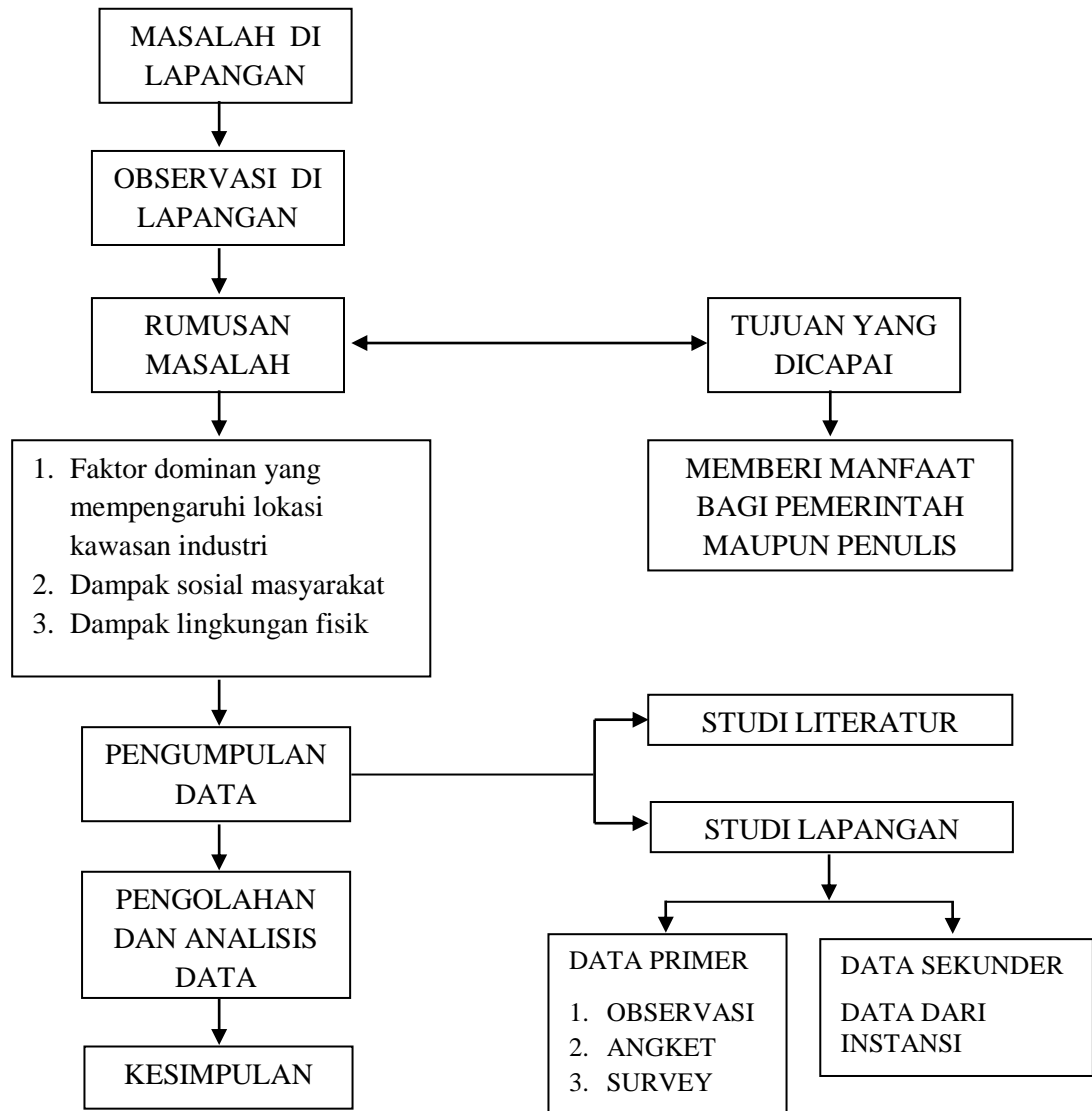 MASALAH DI
LAPANGAN
OBSERVASI DI
LAPANGAN
RUMUSAN
MASALAH
TUJUAN YANG
DICAPAI
1. Faktor dominan yang
mempengaruhi lokasi
kawasan industri
2. Dampak sosial masyarakat
3. Dampak lingkungan fisik
MEMBERI MANFAAT
BAGI PEMERINTAH
MAUPUN PENULIS
PENGUMPULAN
DATA
STUDI LITERATUR
STUDI LAPANGAN
PENGOLAHAN
DAN ANALISIS
DATA
DATA PRIMER
1. OBSERVASI
2. ANGKET
3. SURVEY
DATA SEKUNDER
DATA DARI
INSTANSI
KESIMPULAN